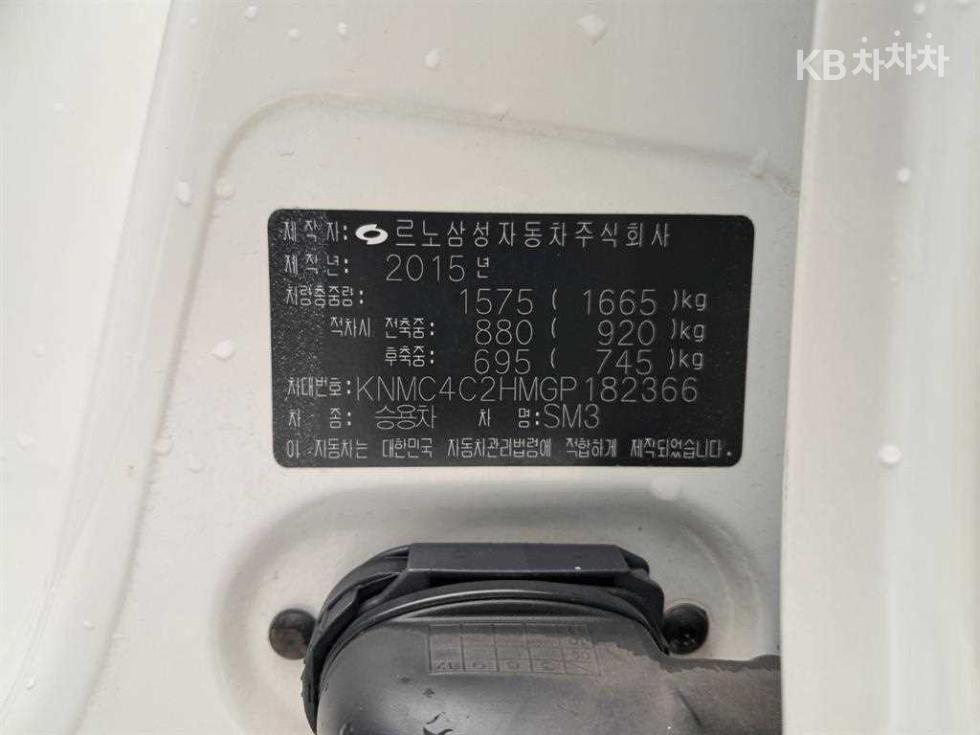 KB차차차
제 작 자: 르노삼성자동차주식회사
제 작 년: 2015 년
차량총중량: 1575 ( 1665 )kg
적차시 전축중: 880 ( 920 )kg
후축중: 695 ( 745 )kg
차대번호:KNMC4C2HMGP182366
차 종: 승용차 차 명:SM3
이 자동차는 대한민국 자동차관리법령에 적합하게 제작되었습니다.